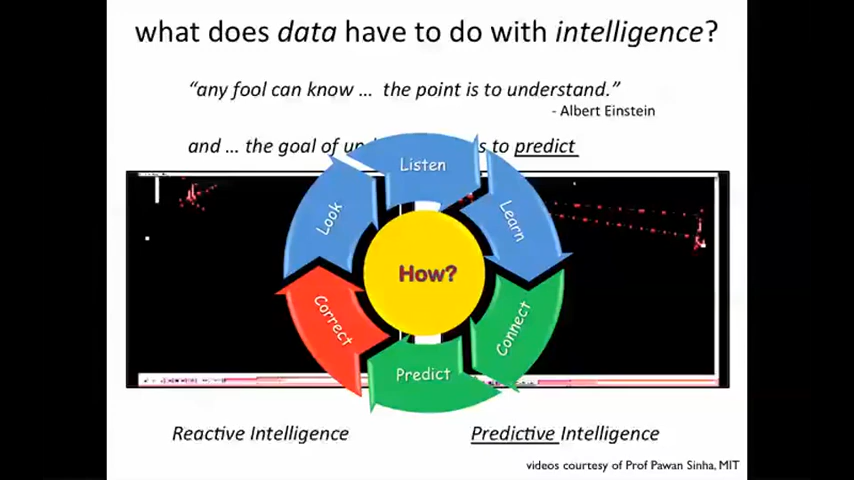 what does data have to do with intelligence?
“any fool can know … the point is to understand.”
- Albert Einstein
and … the goal of un s to predict
Listen
Look
Learn
How?
Correct
Connect
Predict
Reactive Intelligence
Predictive Intelligence
videos courtesy of Prof Pawan Sinha, MIT